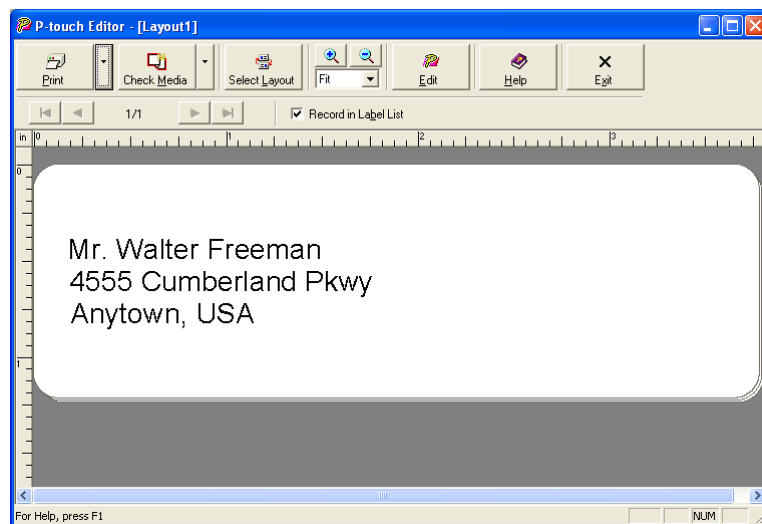 P-touch Editor - [Layout1]
Print Check Media Select Layout Fit Edit Help Exit
1/1 Record in Label List
in 0 1 2 3
0
Mr. Walter Freeman
4555 Cumberland Pkwy
Anytown, USA
1
For Help, press F1 NUM